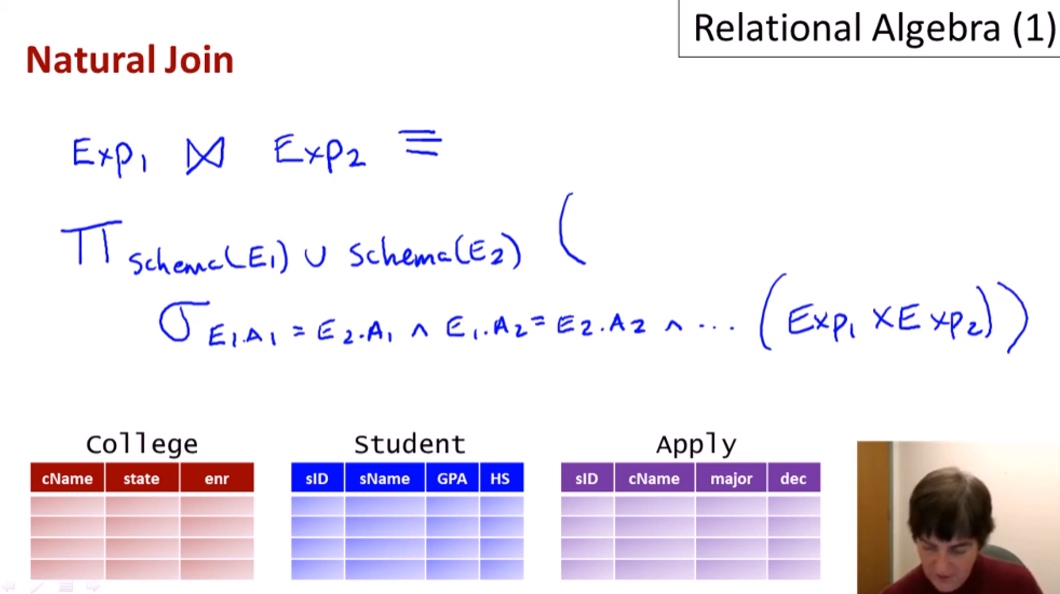 Relational Algebra (1)
Natural Join
Exp₁ ⋈ Exp₂ ≡
Π schema(E₁) ∪ schema(E₂) (
σ E₁.A₁ = E₂.A₁ ∧ E₁.A₂ = E₂.A₂ ∧ ... (Exp₁ × Exp₂))
College Student Apply
cName state enr sID sName GPA HS sID cName major dec